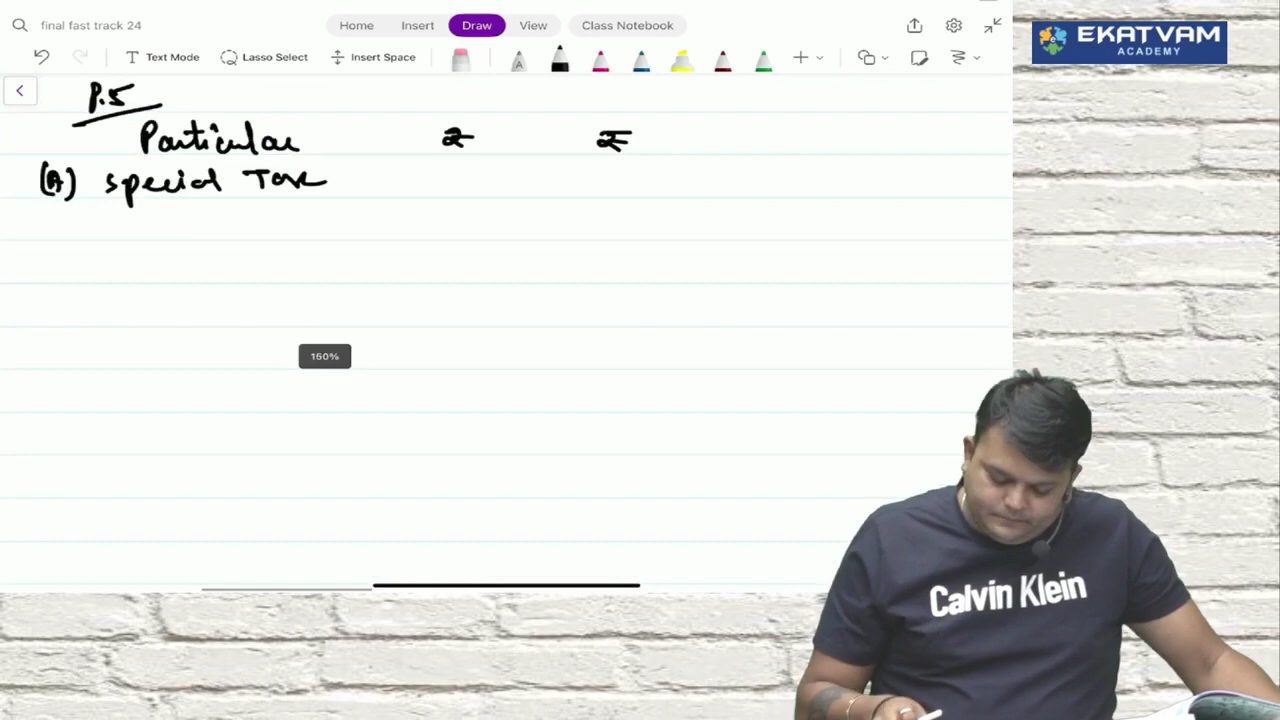 final fast track 24
Home Insert Draw View Class Notebook
Text Mode Lasso Select Insert Space
EKATVAM
ACADEMY
P.5
Particular ₹ ₹
(A) Special Tax
150%
Calvin Klein